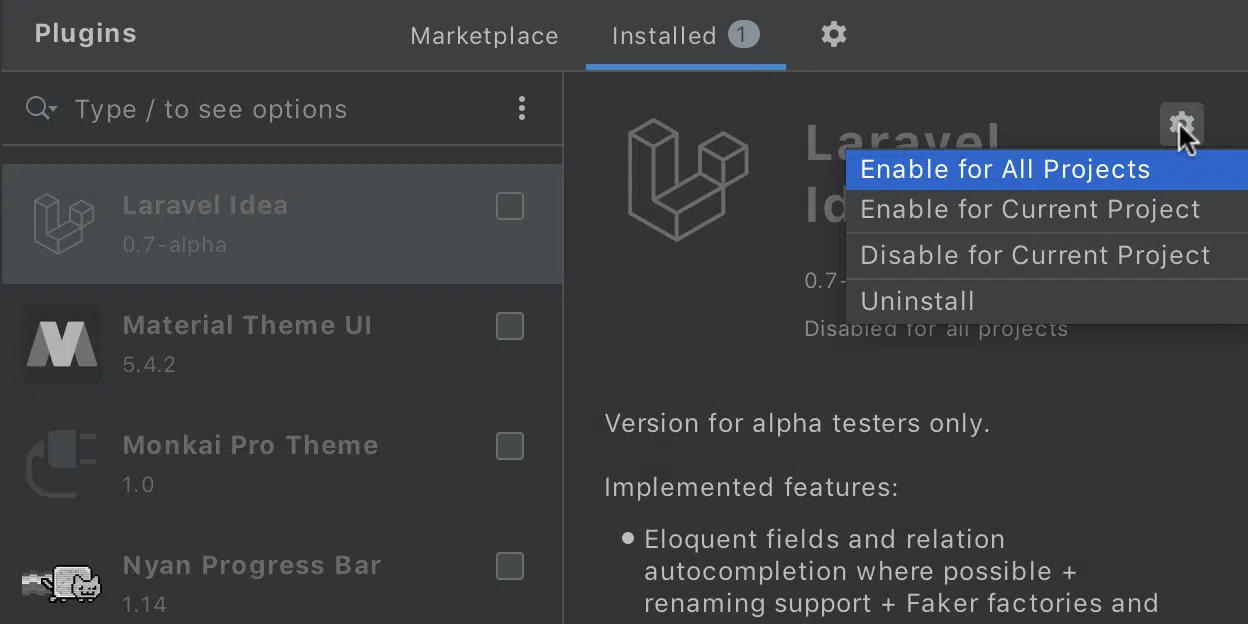 Plugins
Marketplace
Installed 1
Type / to see options
Laravel Idea
0.7-alpha
Material Theme UI
5.4.2
Monkai Pro Theme
1.0
Nyan Progress Bar
1.14
Laravel
Enable for All Projects
Enable for Current Project
Disable for Current Project
Uninstall
0.7-
Disabled for all projects
Version for alpha testers only.
Implemented features:
Eloquent fields and relation
autocompletion where possible +
renaming support + Faker factories and